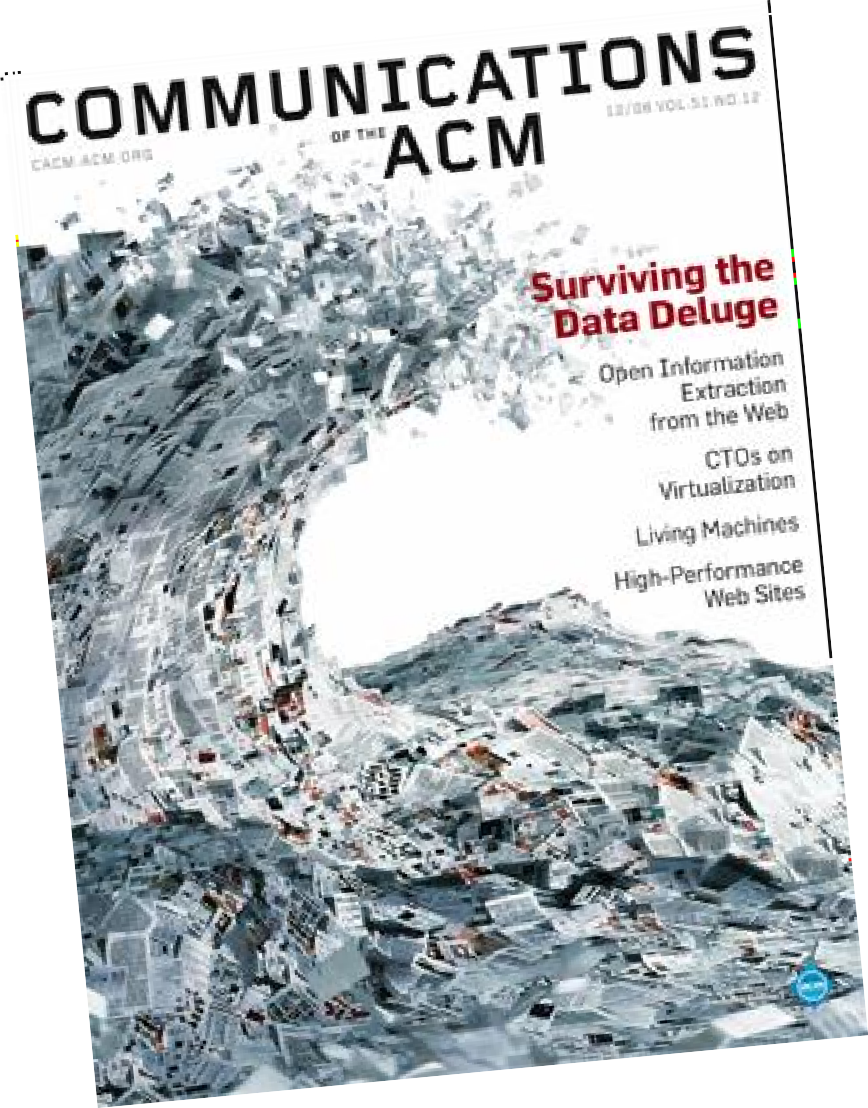 COMMUNICATIONS
OF THE ACM
CACM.ACM.ORG
12/08 VOL.51 NO.12
Surviving the
Data Deluge
Open Information
Extraction
from the Web
CTOs on
Virtualization
Living Machines
High-Performance
Web Sites